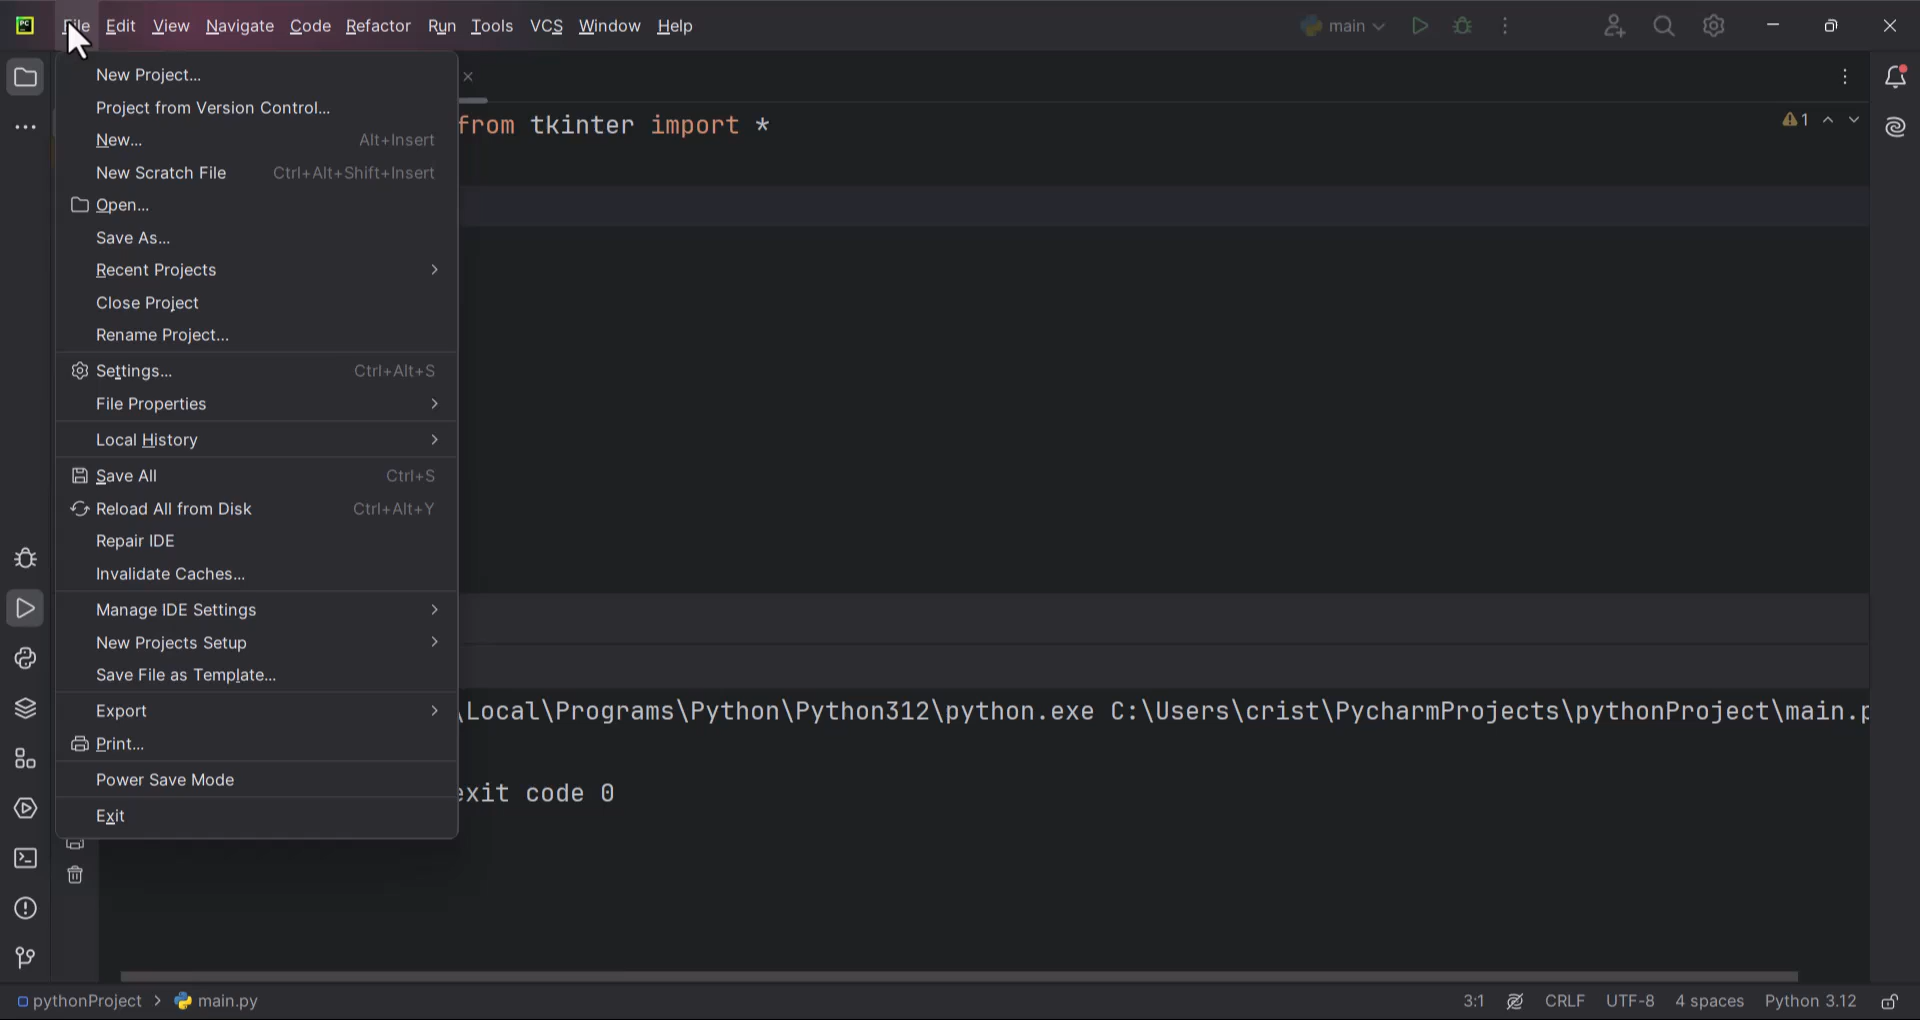 PC File Edit View Navigate Code Refactor Run Tools VCS Window Help main
New Project...
Project from Version Control...
New... Alt+Insert
New Scratch File Ctrl+Alt+Shift+Insert
Open...
Save As...
Recent Projects
Close Project
Rename Project...
Settings... Ctrl+Alt+S
File Properties
Local History
Save All Ctrl+S
Reload All from Disk Ctrl+Alt+Y
Repair IDE
Invalidate Caches...
Manage IDE Settings
New Projects Setup
Save File as Template...
Export
Print...
Power Save Mode
Exit
from tkinter import *
1
\Local\Programs\Python\Python312\python.exe C:\Users\crist\PycharmProjects\pythonProject\main.p
exit code 0
pythonProject > main.py
3:1 CRLF UTF-8 4 spaces Python 3.12